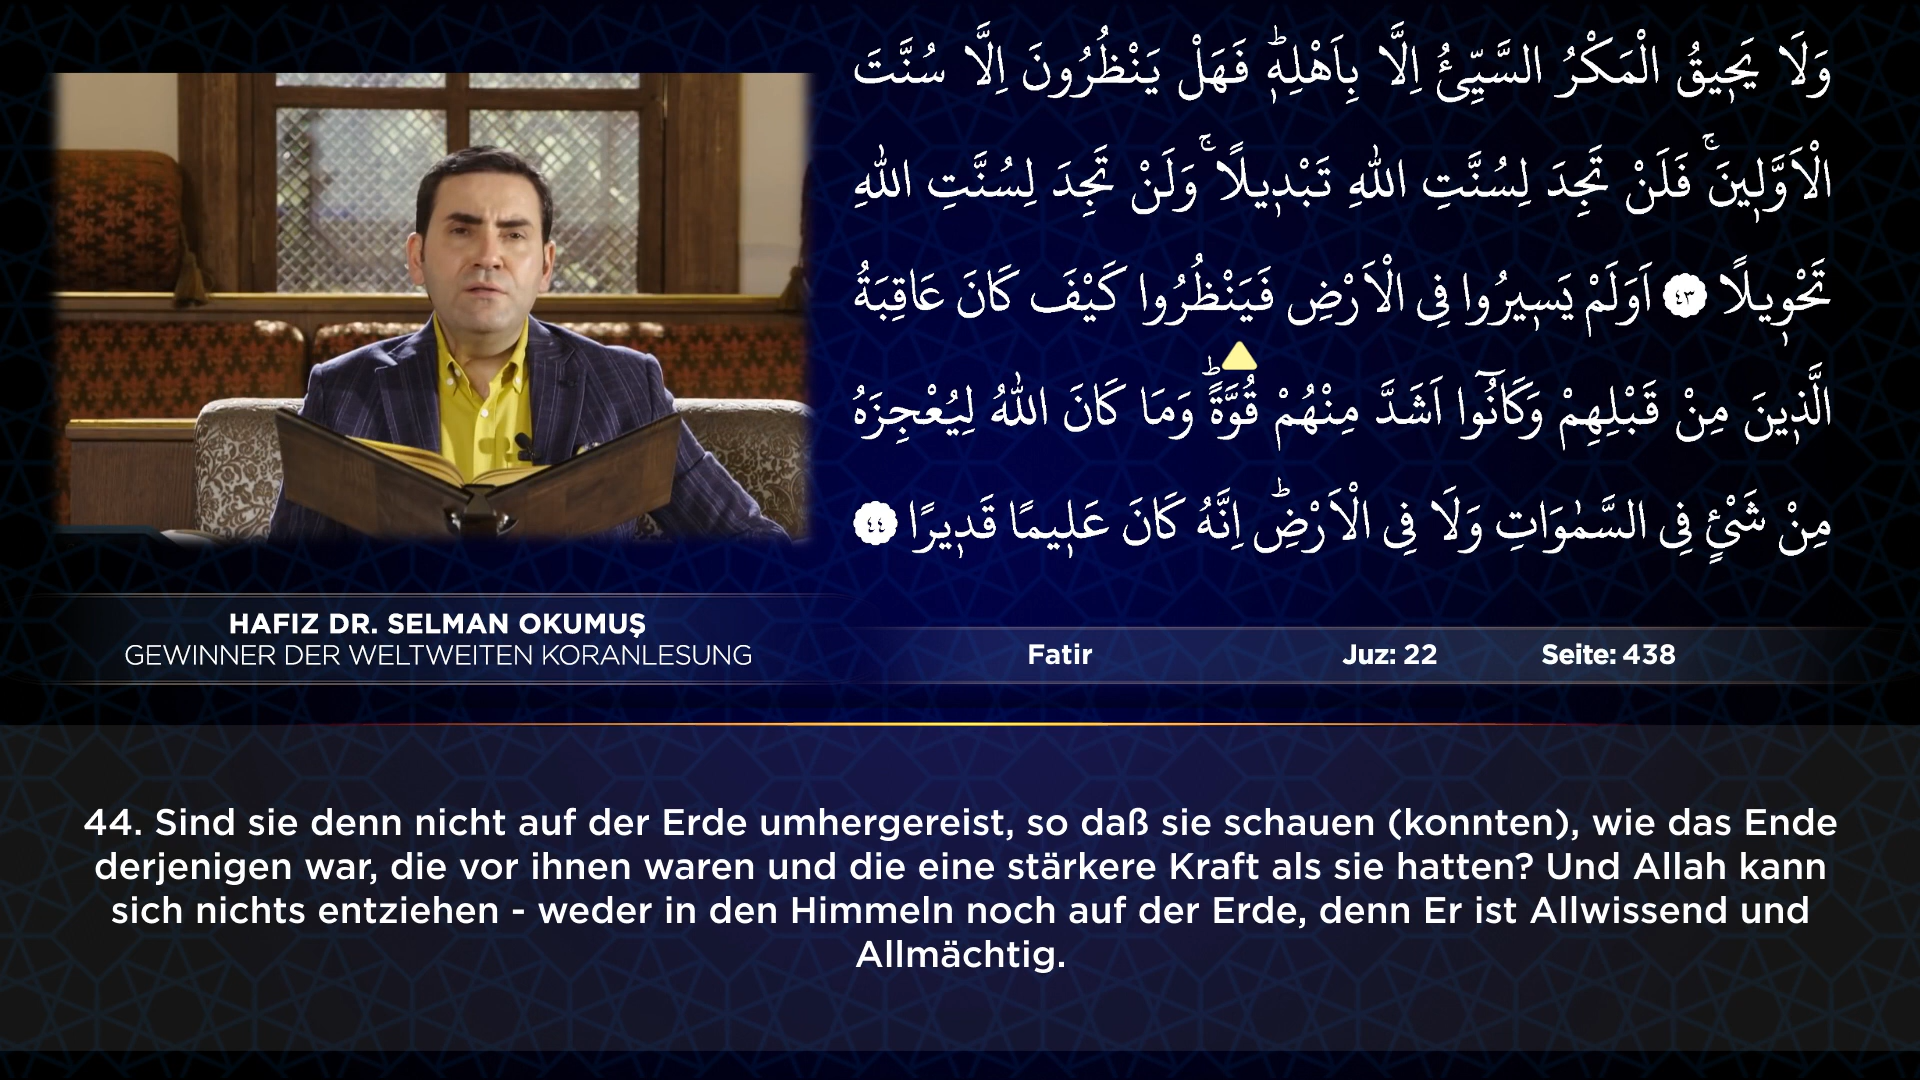 وَلَا يَحٖيقُ الْمَكْرُ السَّيِّئُ اِلَّا بِاَهْلِهٖؕ فَهَلْ يَنْظُرُونَ اِلَّا سُنَّتَ
الْاَوَّلٖينَۚ فَلَنْ تَجِدَ لِسُنَّتِ اللّٰهِ تَبْدٖيلًاۚ وَلَنْ تَجِدَ لِسُنَّتِ اللّٰهِ
تَحْوٖيلًا ٤٣ اَوَلَمْ يَسٖيرُوا فِى الْاَرْضِ فَيَنْظُرُوا كَيْفَ كَانَ عَاقِبَةُ
الَّذٖينَ مِنْ قَبْلِهِمْ وَكَانُٓوا اَشَدَّ مِنْهُمْ قُوَّةًؕ وَمَا كَانَ اللّٰهُ لِيُعْجِزَهُ
مِنْ شَىْءٍ فِى السَّمٰوَاتِ وَلَا فِى الْاَرْضِؕ اِنَّهُ كَانَ عَلٖيمًا قَدٖيرًا ٤٤
HAFIZ DR. SELMAN OKUMUŞ
GEWINNER DER WELTWEITEN KORANLESUNG
Fatir Juz: 22 Seite: 438
44. Sind sie denn nicht auf der Erde umhergereist, so daß sie schauen (konnten), wie das Ende
derjenigen war, die vor ihnen waren und die eine stärkere Kraft als sie hatten? Und Allah kann
sich nichts entziehen - weder in den Himmeln noch auf der Erde, denn Er ist Allwissend und
Allmächtig.